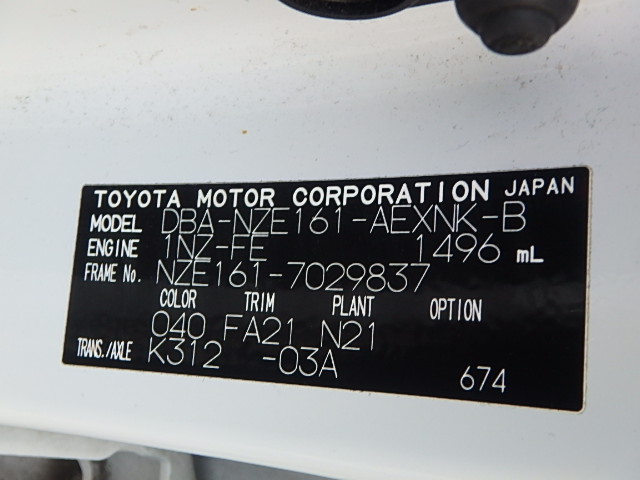 TOYOTA MOTOR CORPORATION JAPAN
MODEL DBA-NZE161-AEXNK-B
ENGINE 1NZ-FE 1496 mL
FRAME No. NZE161-7029837
COLOR TRIM PLANT OPTION
040 FA21 N21
TRANS./AXLE K312 -03A
674